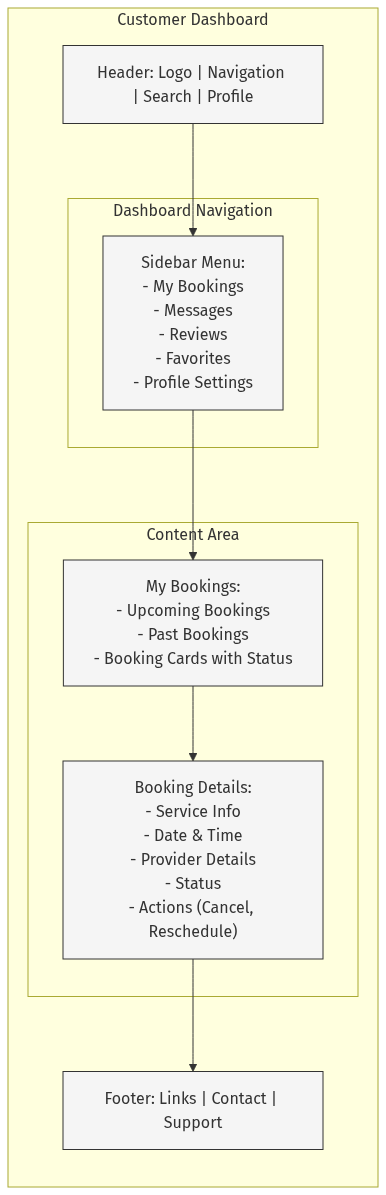 Customer Dashboard
Header: Logo | Navigation
| Search | Profile
Dashboard Navigation
Sidebar Menu:
- My Bookings
- Messages
- Reviews
- Favorites
- Profile Settings
Content Area
My Bookings:
- Upcoming Bookings
- Past Bookings
- Booking Cards with Status
Booking Details:
- Service Info
- Date & Time
- Provider Details
- Status
- Actions (Cancel,
Reschedule)
Footer: Links | Contact |
Support